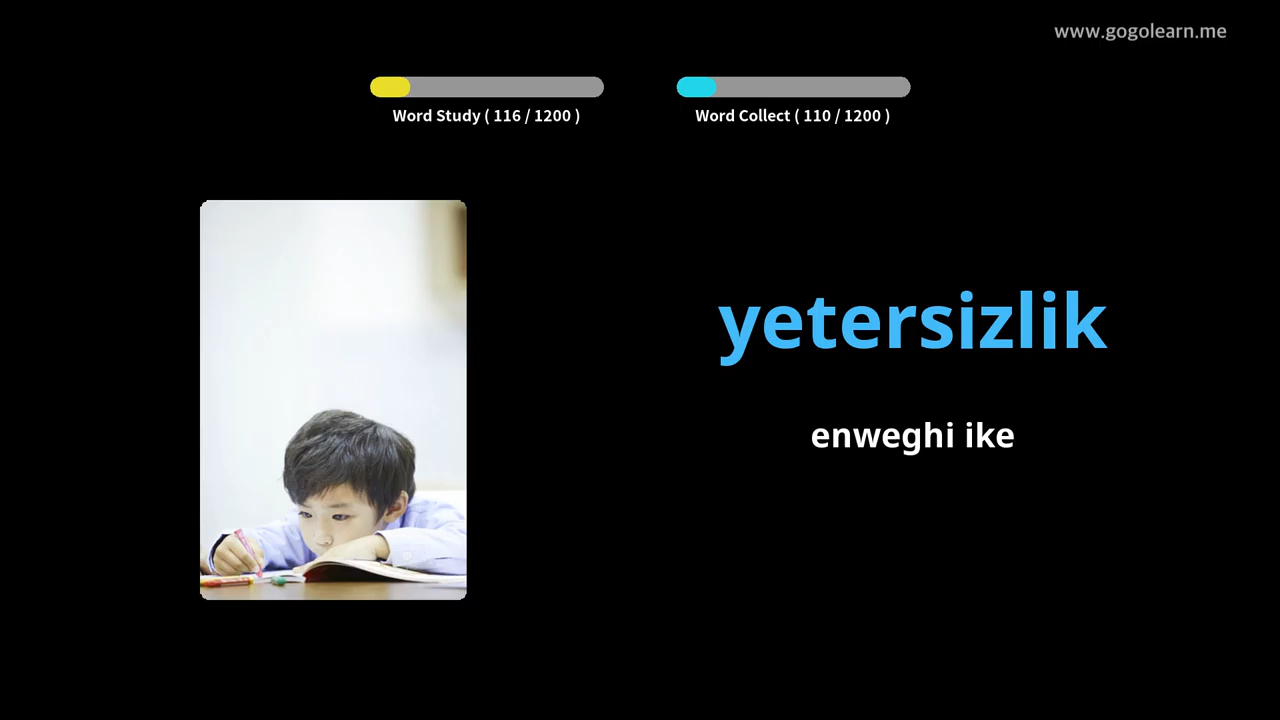 www.gogolearn.me
Word Study ( 116 / 1200 )
Word Collect ( 110 / 1200 )
yetersizlik
enweghi ike